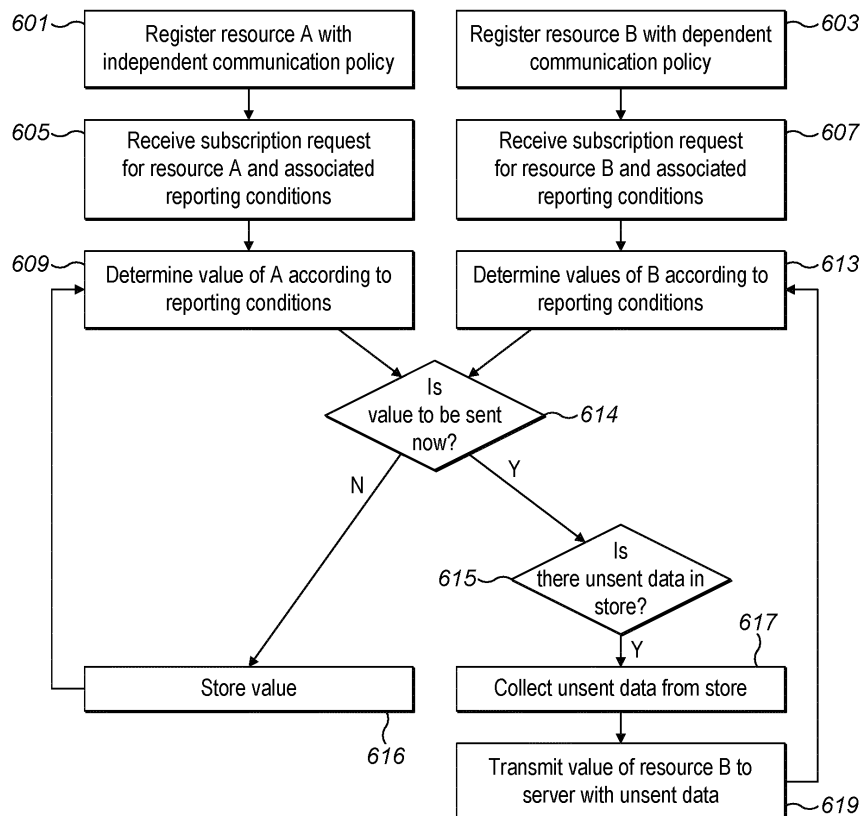 601
Register resource A with
independent communication policy
Register resource B with dependent
communication policy
603
605
Receive subscription request
for resource A and associated
reporting conditions
Receive subscription request
for resource B and associated
reporting conditions
607
609
Determine value of A according to
reporting conditions
Determine values of B according to
reporting conditions
613
Is
value to be sent
now?
614
N
Y
Is
there unsent data in
store?
615
Y
617
Store value
616
Collect unsent data from store
Transmit value of resource B to
server with unsent data
619